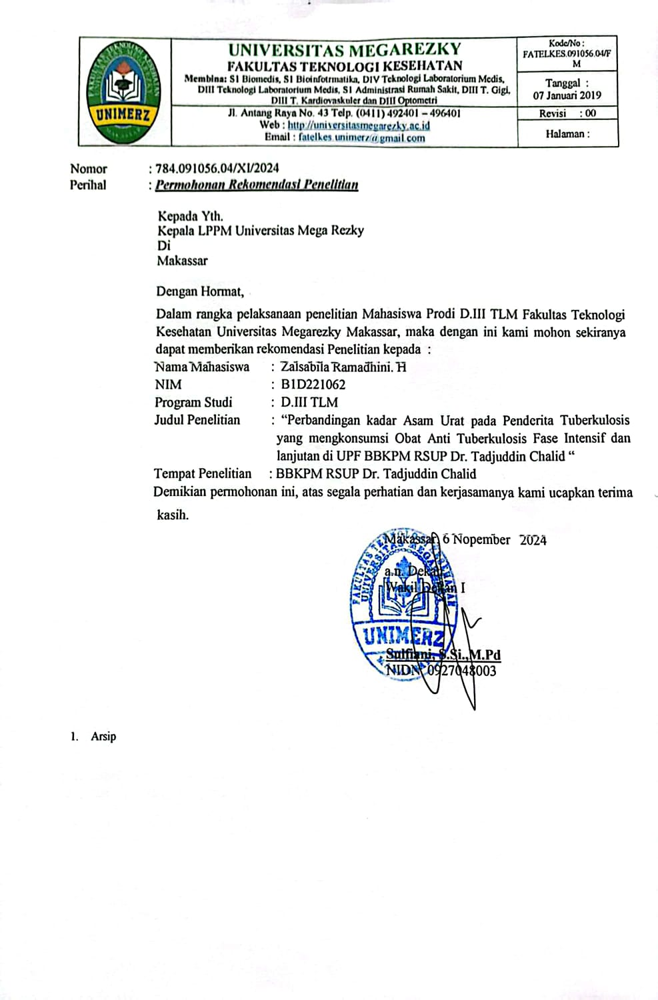 UNIVERSITAS MEGAREZKY
FAKULTAS TEKNOLOGI KESEHATAN
Membina: S1 Biomedis, S1 Bioinfotrmatika, DIV Teknologi Laboratorium Medis,
DIII Teknologi Laboratorium Medis, S1 Administrasi Rumah Sakit, DIII T. Gigi,
DIII T. Kardiovaskuler dan DIII Optometri
Jl. Antang Raya No. 43 Telp. (0411) 492401 – 496401
Web : http://universitasmegarezky.ac.id
Email : fatelkes.unimerz@gmail.com
Kode/No :
FATELKES.091056.04/F
M
Tanggal :
07 Januari 2019
Revisi : 00
Halaman :
UNIMERZ
MAKASSAR
Nomor : 784.091056.04/XI/2024
Perihal : Permohonan Rekomendasi Penelitian
Kepada Yth.
Kepala LPPM Universitas Mega Rezky
Di
Makassar
Dengan Hormat,
Dalam rangka pelaksanaan penelitian Mahasiswa Prodi D.III TLM Fakultas Teknologi
Kesehatan Universitas Megarezky Makassar, maka dengan ini kami mohon sekiranya
dapat memberikan rekomendasi Penelitian kepada :
Nama Mahasiswa : Zalsabila Ramadhini. H
NIM : B1D221062
Program Studi : D.III TLM
Judul Penelitian : “Perbandingan kadar Asam Urat pada Penderita Tuberkulosis
yang mengkonsumsi Obat Anti Tuberkulosis Fase Intensif dan
lanjutan di UPF BBKPM RSUP Dr. Tadjuddin Chalid “
Tempat Penelitian : BBKPM RSUP Dr. Tadjuddin Chalid
Demikian permohonan ini, atas segala perhatian dan kerjasamanya kami ucapkan terima
kasih.
Makassar, 6 Nopember 2024
a.n. Dekan
Wakil Dekan I
FAKULTAS TEKNOLOGI KESEHATAN
UNIVERSITAS MEGAREZKY
UNIMERZ
Sulfiani, S.Si.,M.Pd
NIDN. 0927048003
1. Arsip